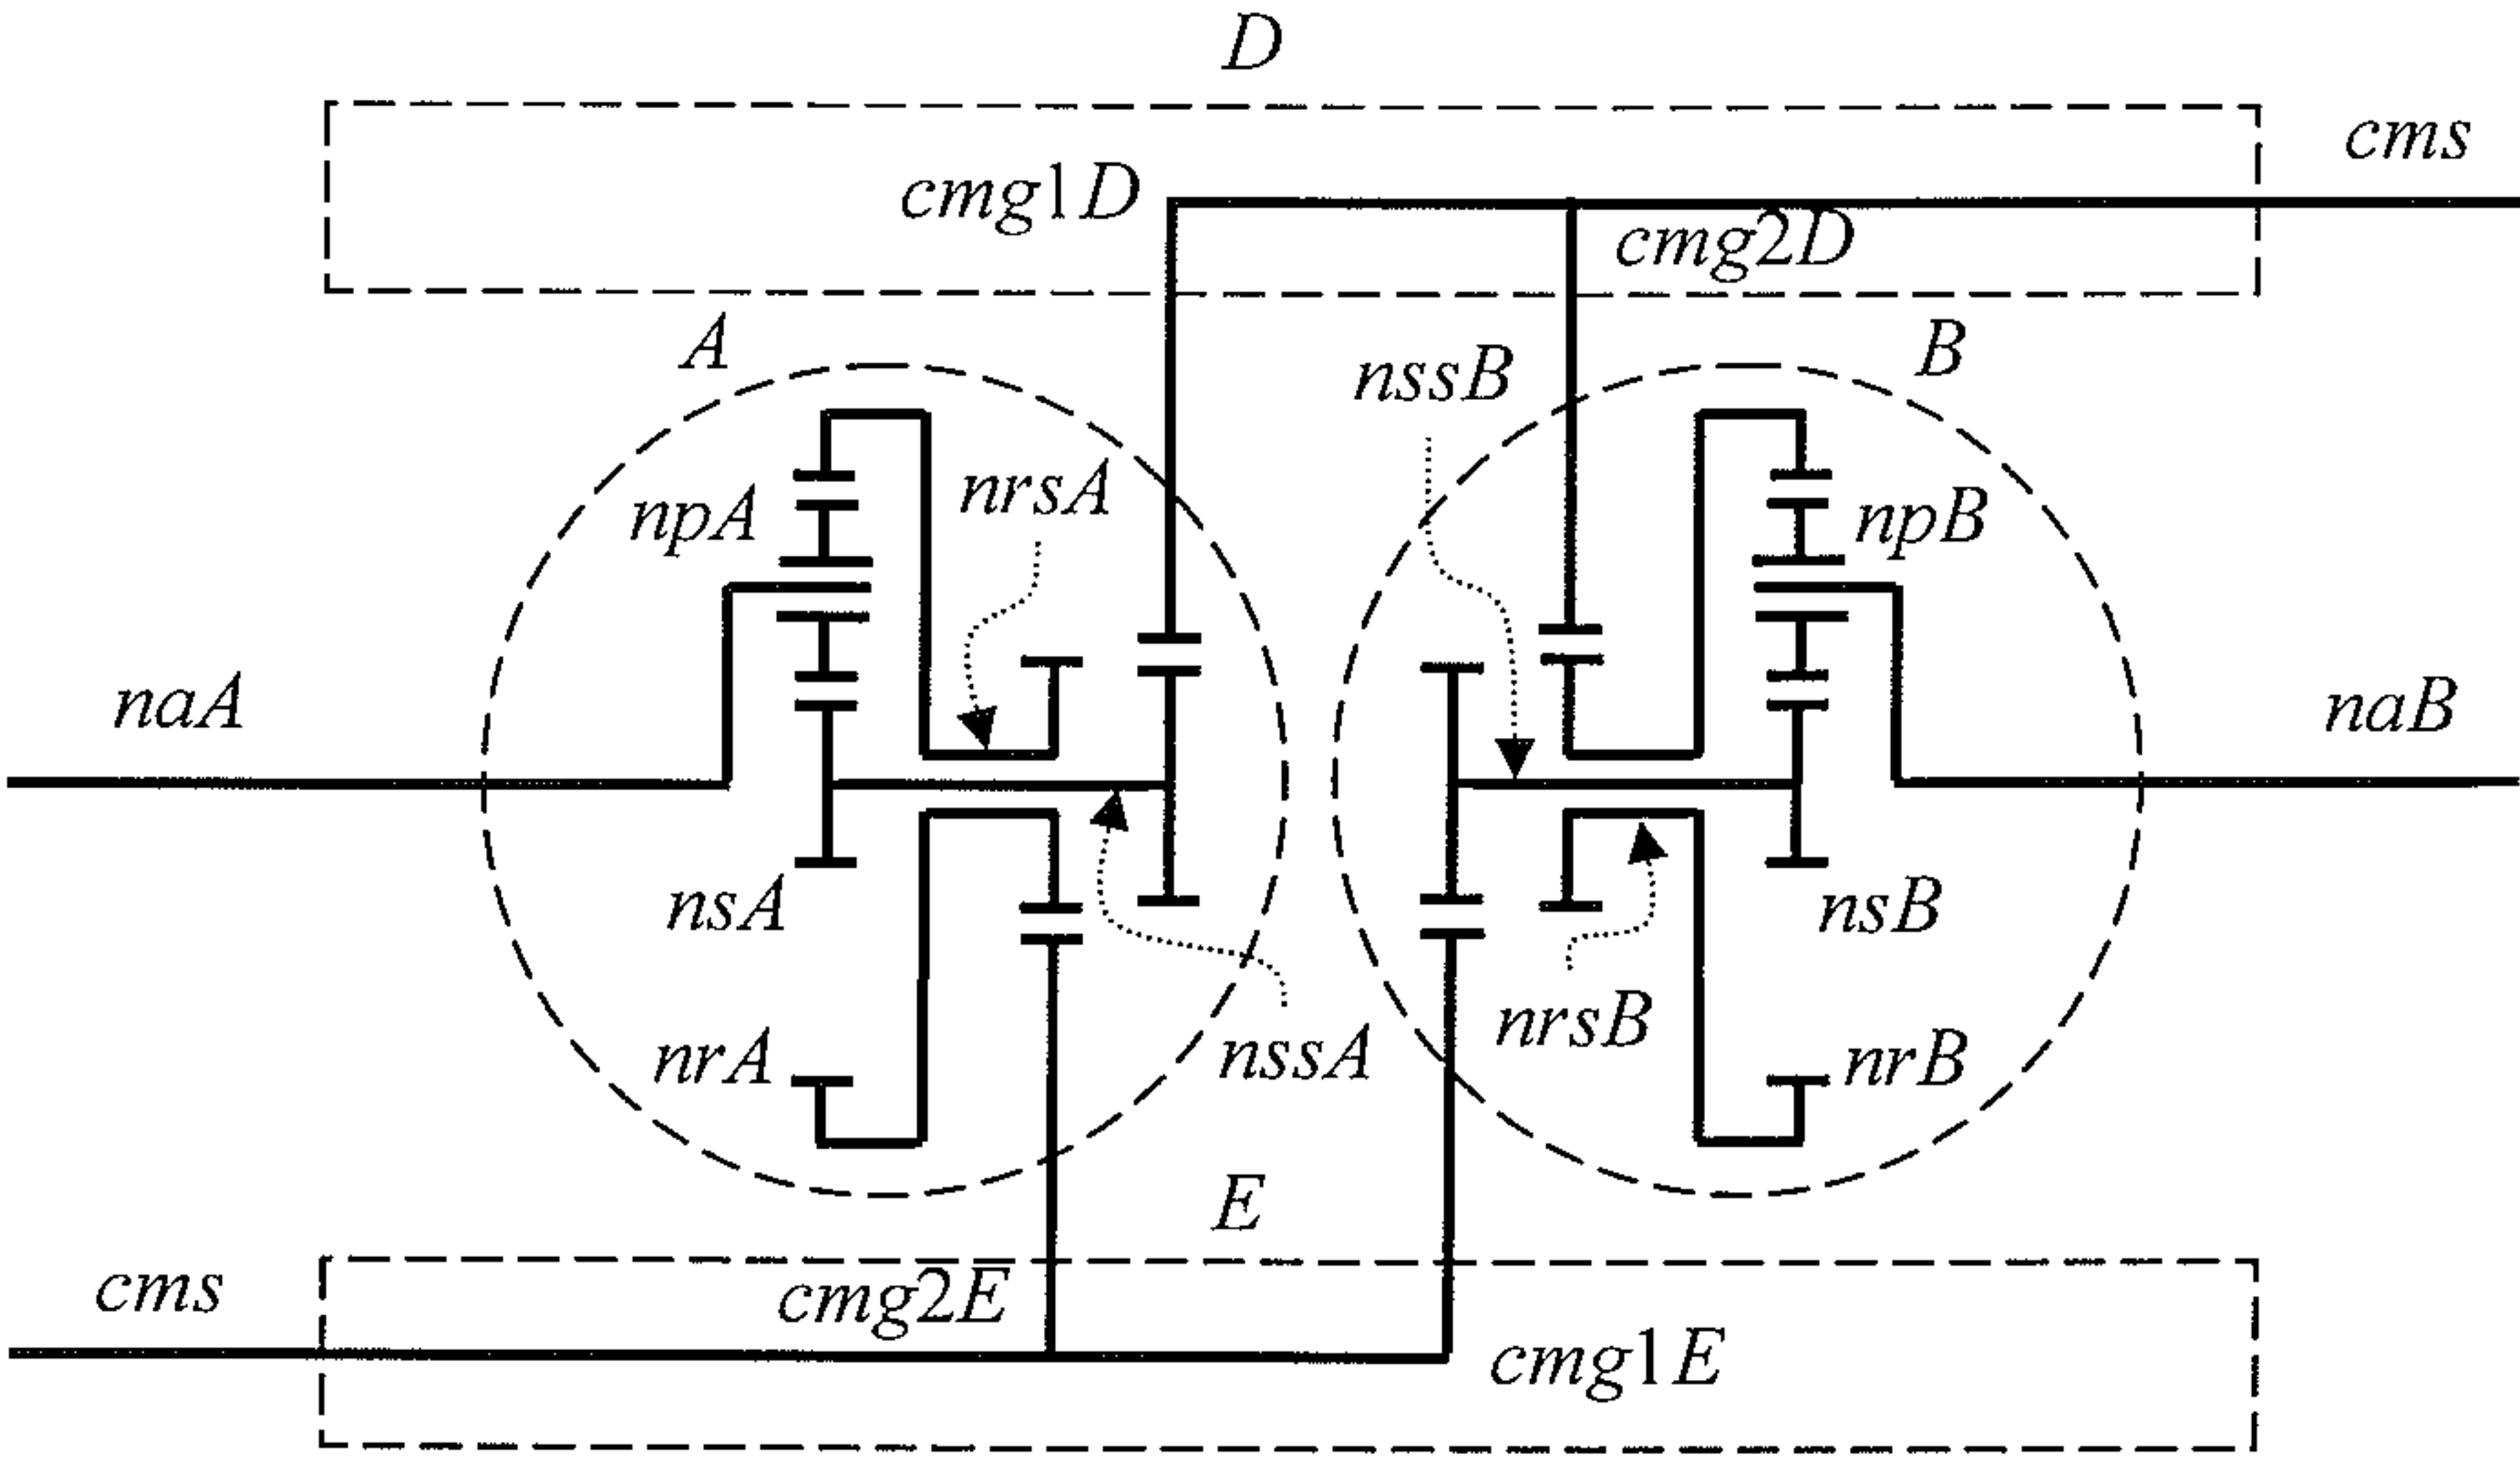 D
cms
cmg1D
cmg2D
A
B
nssB
nrsA
npA
npB
naA
naB
nsA
nsB
nrsB
nrA
nssA
nrB
E
cms
cmg2E
cmg1E